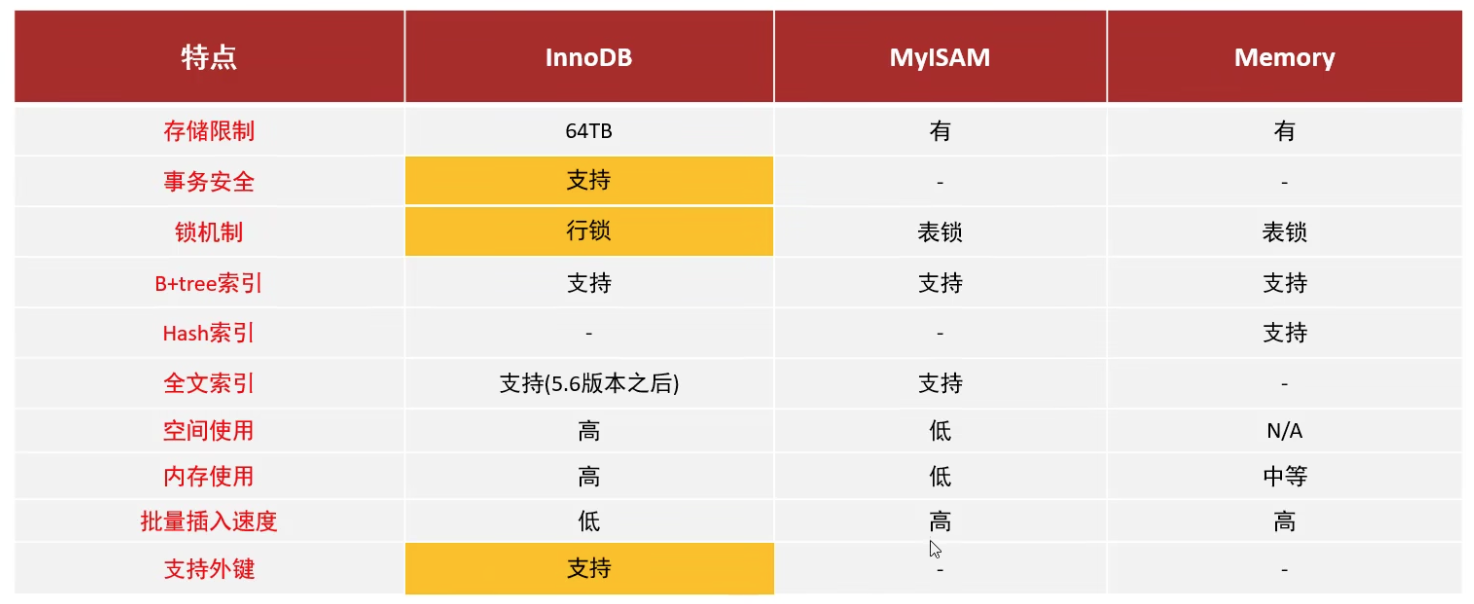 特点 InnoDB MyISAM Memory
存储限制 64TB 有 有
事务安全 支持 - -
锁机制 行锁 表锁 表锁
B+tree索引 支持 支持 支持
Hash索引 - - 支持
全文索引 支持(5.6版本之后) 支持 -
空间使用 高 低 N/A
内存使用 高 低 中等
批量插入速度 低 高 高
支持外键 支持 - -